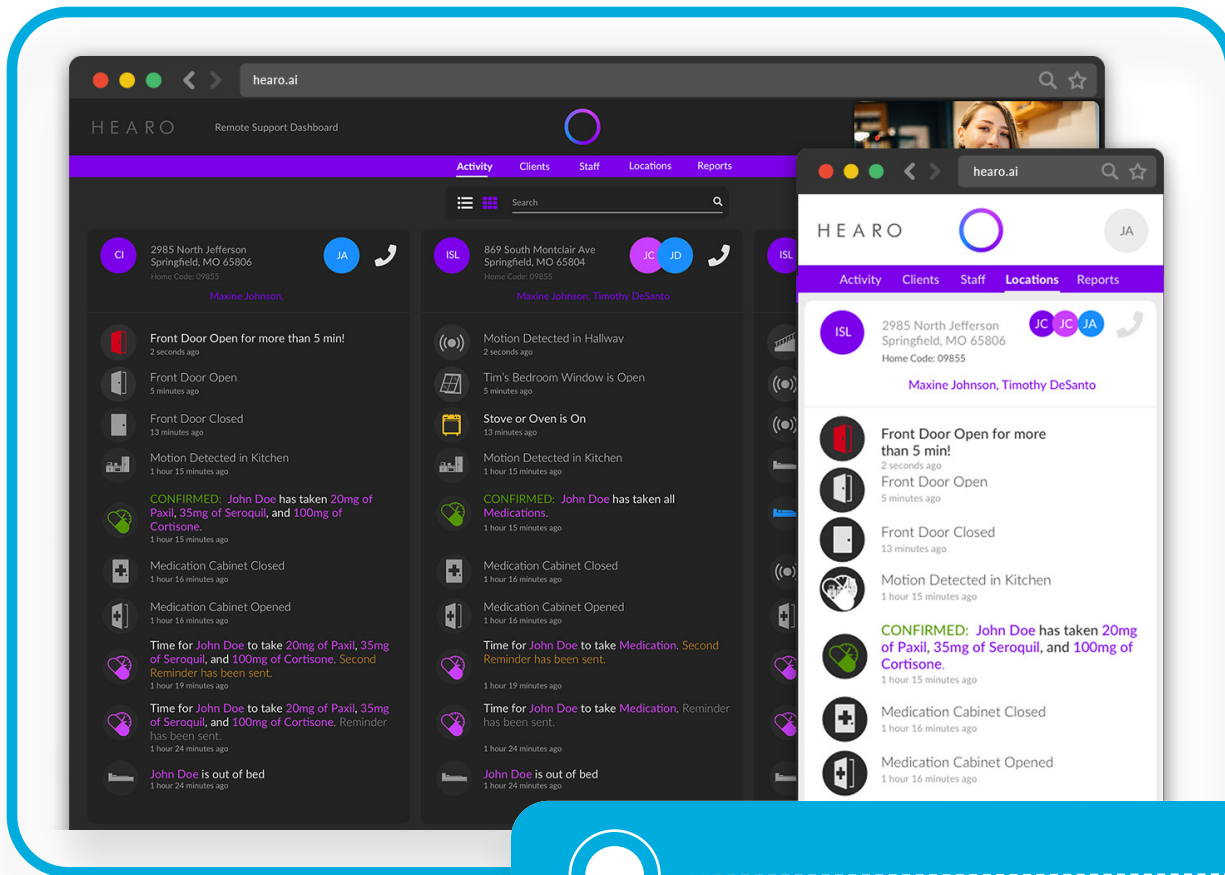 hearo.ai
HEARO
Remote Support Dashboard
Activity Clients Staff Locations Reports
Search
CI
2985 North Jefferson
Springfield, MO 65806
Home Code: 09855
JA
Maxine Johnson,
Front Door Open for more than 5 min!
2 seconds ago
Front Door Open
5 minutes ago
Front Door Closed
13 minutes ago
Motion Detected in Kitchen
1 hour 15 minutes ago
CONFIRMED: John Doe has taken 20mg of
Paxil, 35mg of Seroquil, and 100mg of
Cortisone.
1 hour 15 minutes ago
Medication Cabinet Closed
1 hour 16 minutes ago
Medication Cabinet Opened
1 hour 16 minutes ago
Time for John Doe to take 20mg of Paxil, 35mg
of Seroquil, and 100mg of Cortisone. Second
Reminder has been sent.
1 hour 19 minutes ago
Time for John Doe to take 20mg of Paxil, 35mg
of Seroquil, and 100mg of Cortisone. Reminder
has been sent.
1 hour 24 minutes ago
John Doe is out of bed
1 hour 24 minutes ago
ISL
869 South Montclair Ave
Springfield, MO 65804
Home Code: 09855
JC JD
Maxine Johnson, Timothy DeSanto
Motion Detected in Hallway
2 seconds ago
Tim's Bedroom Window is Open
5 minutes ago
Stove or Oven is On
13 minutes ago
Motion Detected in Kitchen
1 hour 15 minutes ago
CONFIRMED: John Doe has taken all
Medications.
1 hour 15 minutes ago
Medication Cabinet Closed
1 hour 16 minutes ago
Medication Cabinet Opened
1 hour 16 minutes ago
Time for John Doe to take Medication. Second
Reminder has been sent.
1 hour 19 minutes ago
Time for John Doe to take Medication. Reminder
has been sent.
1 hour 24 minutes ago
John Doe is out of bed
1 hour 24 minutes ago
ISL
hearo.ai
HEARO
JA
Activity Clients Staff Locations Reports
ISL
2985 North Jefferson
Springfield, MO 65806
Home Code: 09855
JC JC JA
Maxine Johnson, Timothy DeSanto
Front Door Open for more
than 5 min!
2 seconds ago
Front Door Open
5 minutes ago
Front Door Closed
13 minutes ago
Motion Detected in Kitchen
1 hour 15 minutes ago
CONFIRMED: John Doe has taken 20mg
of Paxil, 35mg of Seroquil, and 100mg of
Cortisone.
1 hour 15 minutes ago
Medication Cabinet Closed
1 hour 16 minutes ago
Medication Cabinet Opened
1 hour 16 minutes ago